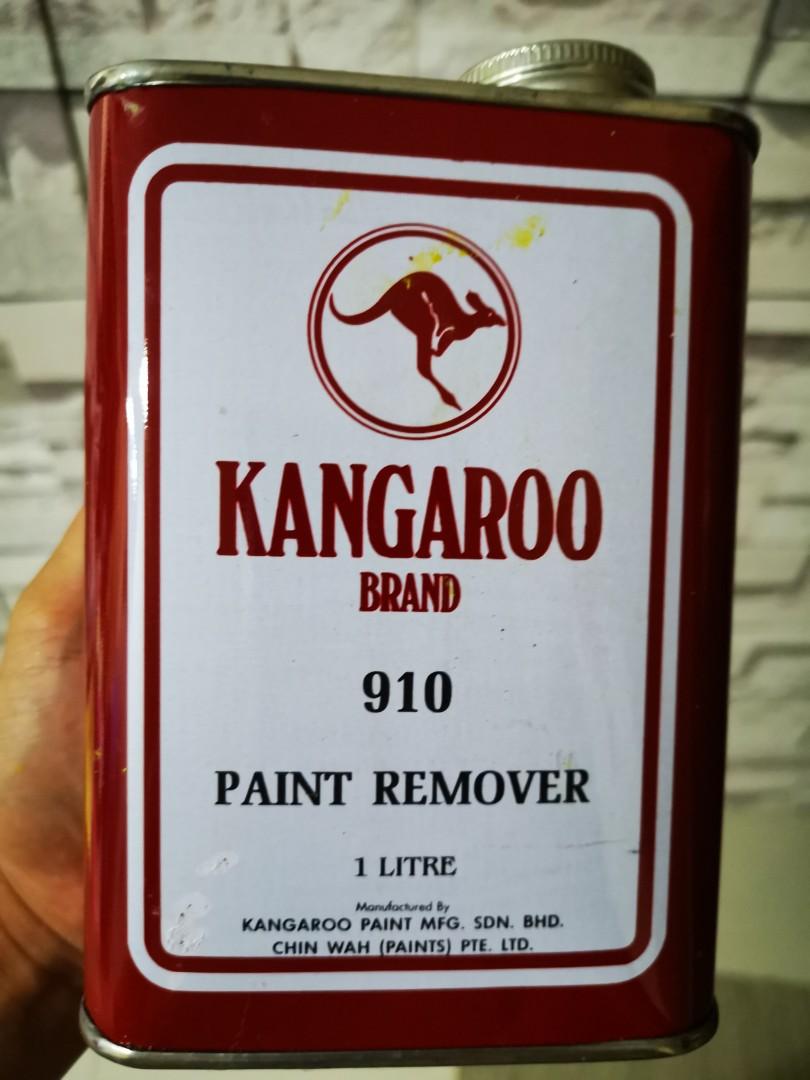 KANGAROO
BRAND
910
PAINT REMOVER
1 LITRE
Manufactured By
KANGAROO PAINT MFG. SDN. BHD.
CHIN WAH (PAINTS) PTE. LTD.